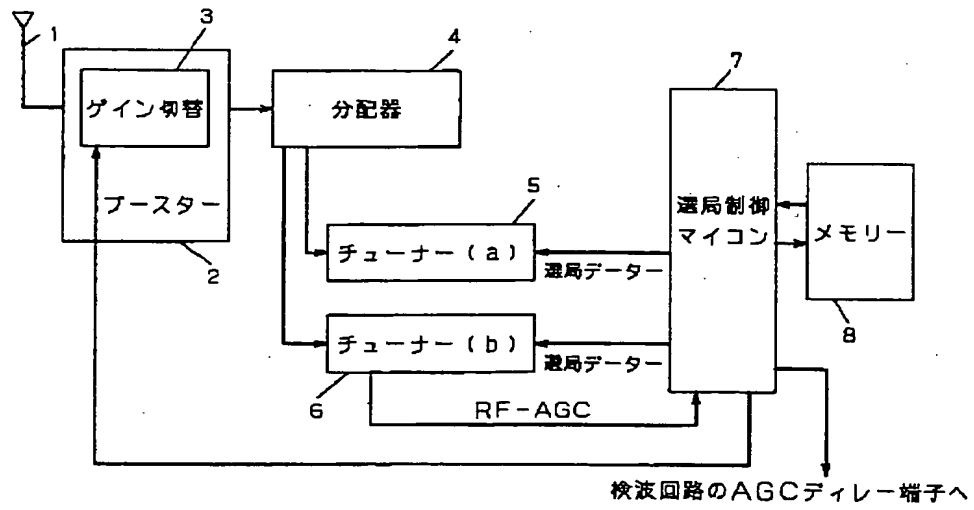 1
3
ゲイン切替
ブースター
2
4
分配器
5
チューナー(a)
選局データー
チューナー(b)
選局データー
6
RF-AGC
7
選局制御
マイコン
メモリー
8
検波回路のAGCディレー端子へ